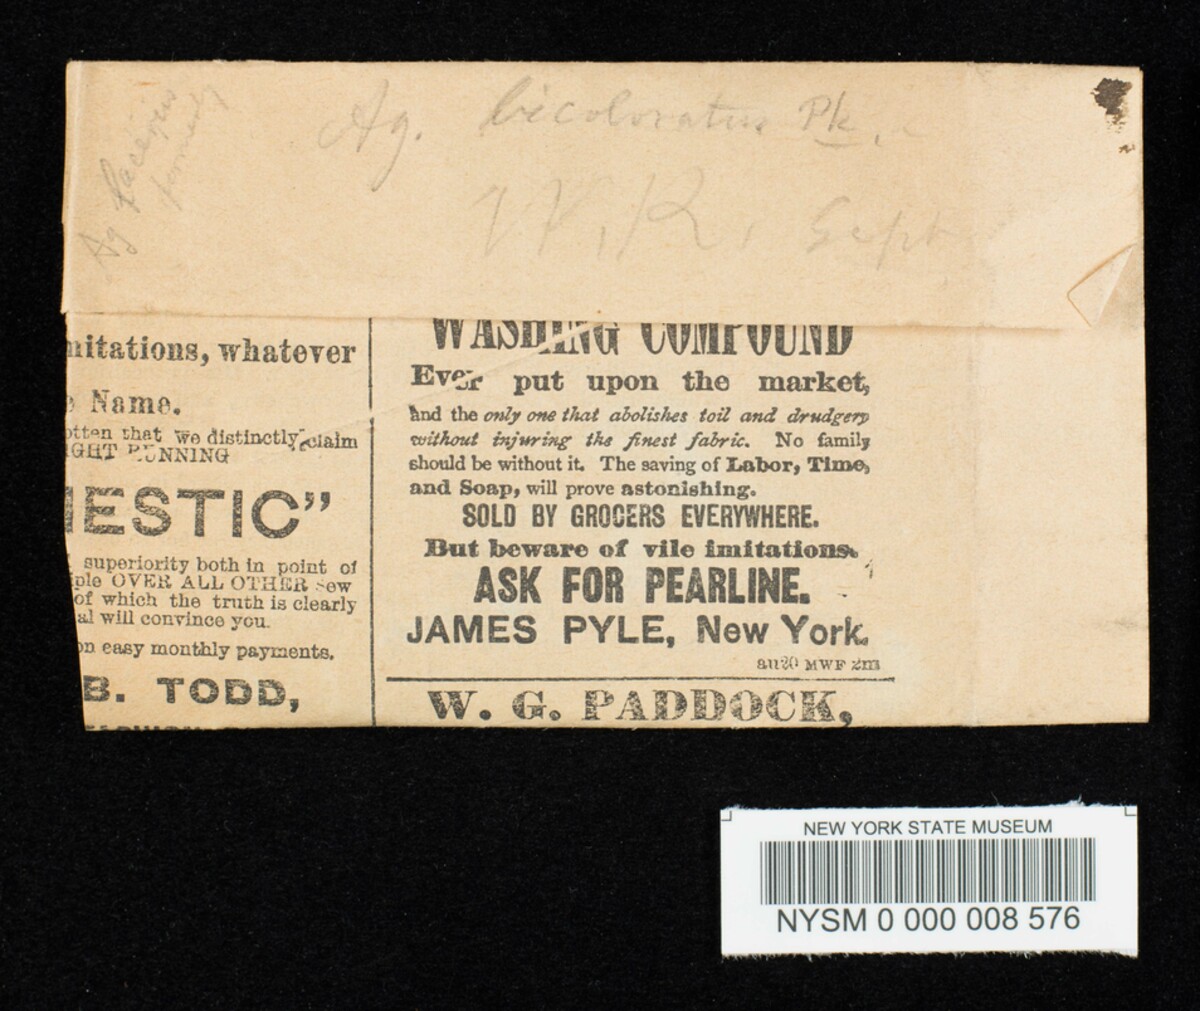 Ag. bicoloratus Pk.
W. R. Sept
Ag
formerly
nitations, whatever
Name.
otten that we distinctly claim
IGHT RUNNING
ESTIC”
superiority both in point of
ple OVER ALL OTHER Sew
of which the truth is clearly
al will convince you.
on easy monthly payments.
B. TODD,
WASHING COMPOUND
Ever put upon the market,
and the only one that abolishes toil and drudgery
without injuring the finest fabric. No family
should be without it. The saving of Labor, Time,
and Soap, will prove astonishing.
SOLD BY GROCERS EVERYWHERE.
But beware of vile imitations.
ASK FOR PEARLINE.
JAMES PYLE, New York.
au20 MWF 2m
W. G. PADDOCK,
NEW YORK STATE MUSEUM
NYSM 0 000 008 576